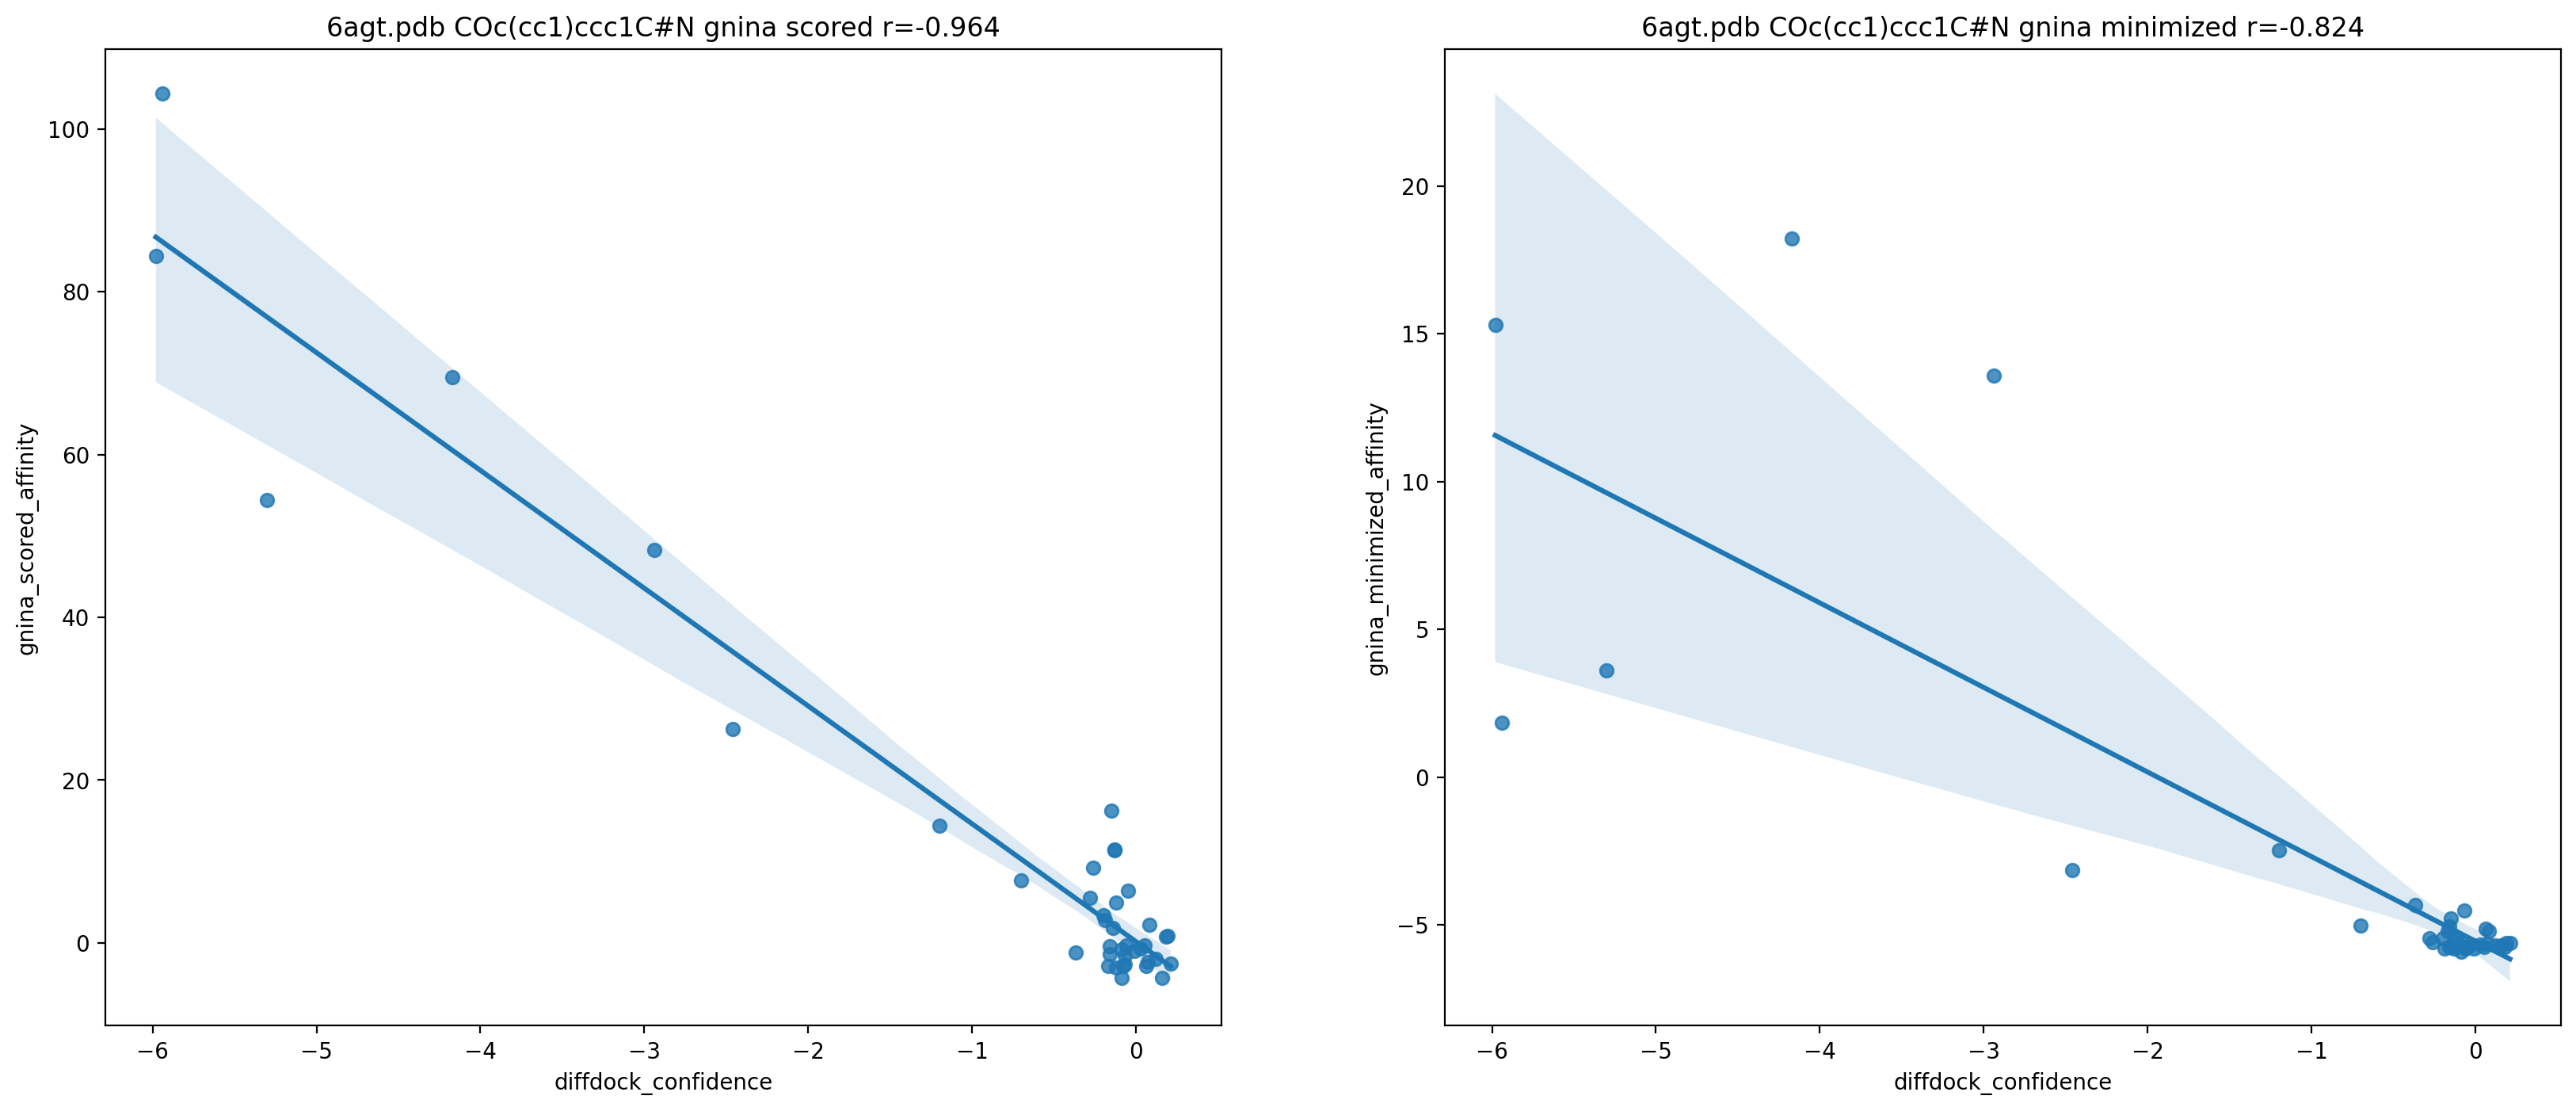 6agt.pdb COc(cc1)ccc1C#N gnina scored r=-0.964
100
80
60
40
20
0
gnina_scored_affinity
−6 −5 −4 −3 −2 −1 0
diffdock_confidence
6agt.pdb COc(cc1)ccc1C#N gnina minimized r=-0.824
20
15
10
5
0
−5
gnina_minimized_affinity
−6 −5 −4 −3 −2 −1 0
diffdock_confidence